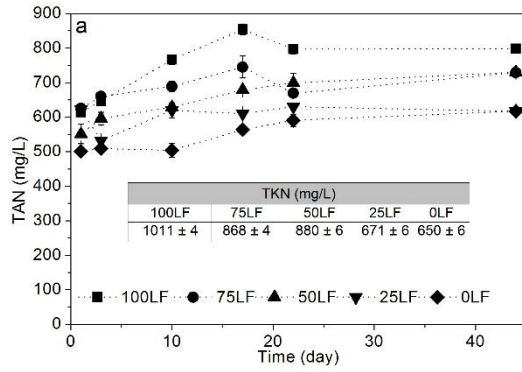 a
900
800
700
600
500
400
300
200
100
0
TAN (mg/L)
TKN (mg/L)
100LF 75LF 50LF 25LF 0LF
1011 ± 4 868 ± 4 880 ± 6 671 ± 6 650 ± 6
100LF 75LF 50LF 25LF 0LF
0 10 20 30 40
Time (day)